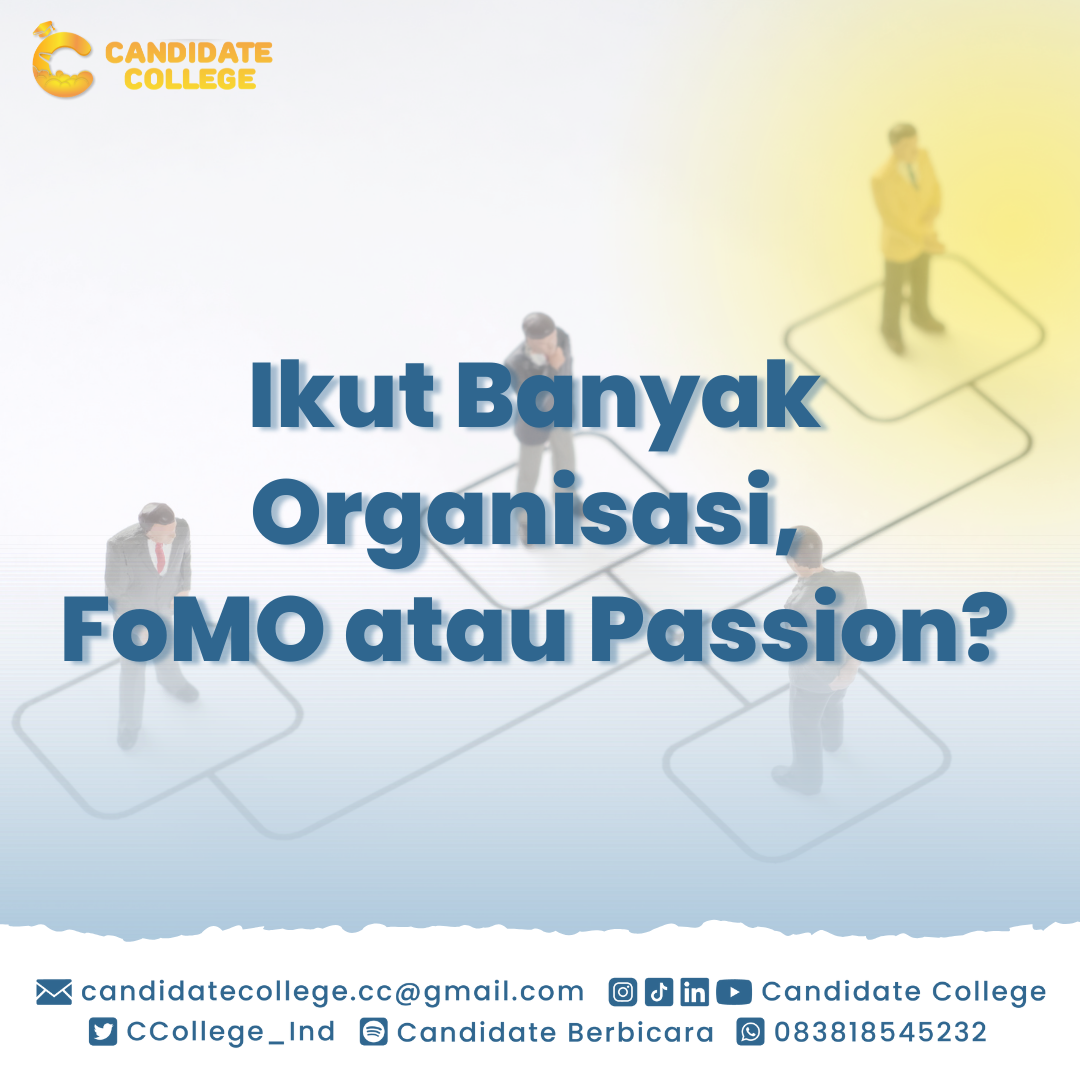 CANDIDATE
COLLEGE
Ikut Banyak
Organisasi,
FoMO atau Passion?
candidatecollege.cc@gmail.com Candidate College
CCollege_Ind Candidate Berbicara 083818545232